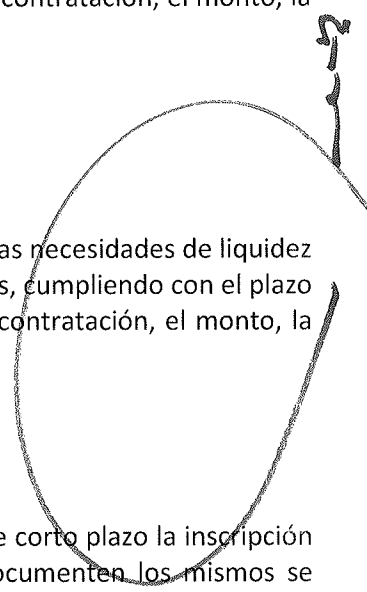 contratación, el monto, la
as necesidades de liquidez
s, cumpliendo con el plazo
contratación, el monto, la
e corto plazo la inscripción
ocumenten los mismos se